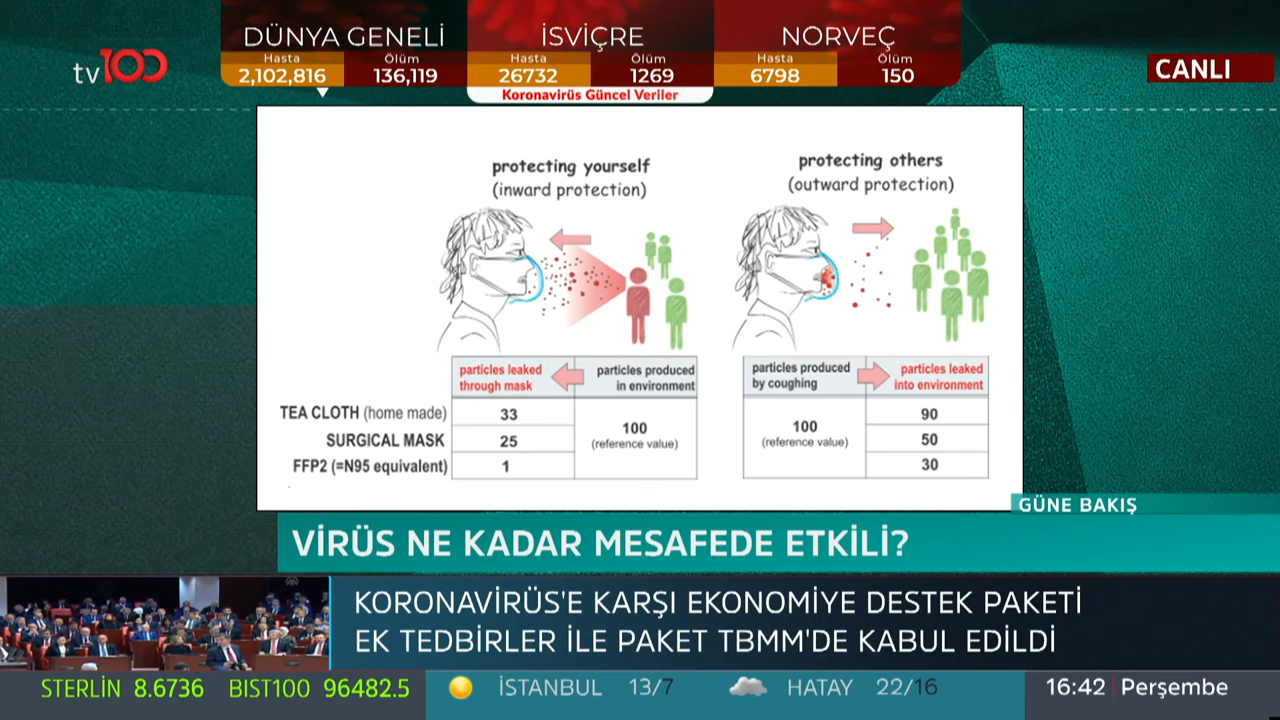 tv100
DÜNYA GENELİ
Hasta Ölüm
2,102,816 136,119
İSVİÇRE
Hasta Ölüm
26732 1269
Koronavirüs Güncel Veriler
NORVEÇ
Hasta Ölüm
6798 150
CANLI
protecting yourself
(inward protection)
protecting others
(outward protection)
particles leaked
through mask
particles produced
in environment
particles produced
by coughing
particles leaked
into environment
TEA CLOTH (home made) 33
SURGICAL MASK 25
FFP2 (=N95 equivalent) 1
100
(reference value)
100
(reference value)
90
50
30
GÜNE BAKIŞ
VİRÜS NE KADAR MESAFEDE ETKİLİ?
KORONAVİRÜS'E KARŞI EKONOMİYE DESTEK PAKETİ
EK TEDBİRLER İLE PAKET TBMM'DE KABUL EDİLDİ
STERLİN 8.6736 BIST100 96482.5 İSTANBUL 13/7 HATAY 22/16 16:42 Perşembe